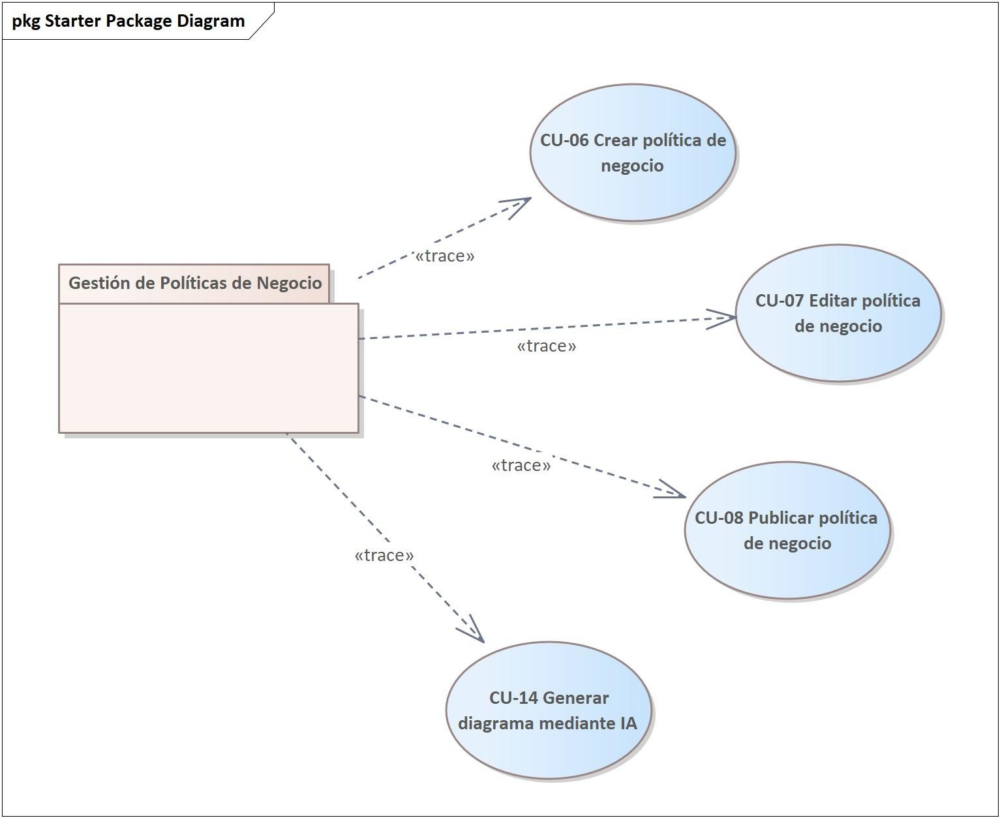 pkg Starter Package Diagram
CU-06 Crear política de
negocio
«trace»
Gestión de Políticas de Negocio
CU-07 Editar política
de negocio
«trace»
«trace»
CU-08 Publicar política
de negocio
«trace»
CU-14 Generar
diagrama mediante IA